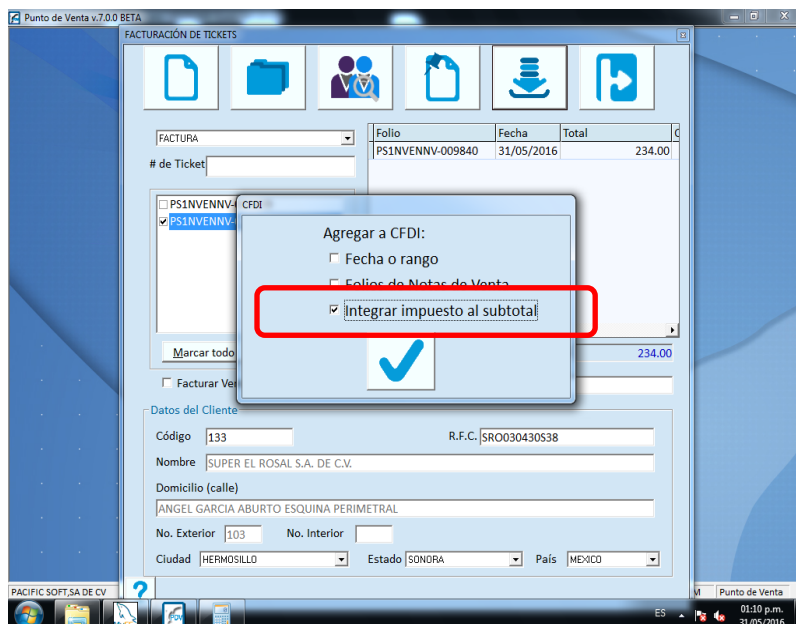 Punto de Venta v.7.0.0 BETA
FACTURACIÓN DE TICKETS
FACTURA
# de Ticket
Folio Fecha Total
PS1NVENNV-009840 31/05/2016 234.00
PS1NVENNV-
PS1NVENNV-
CFDI
Agregar a CFDI:
Fecha o rango
Folios de Notas de Venta
Integrar impuesto al subtotal
Marcar todo
234.00
Facturar Ve
Datos del Cliente
Código 133 R.F.C. SRO030430S38
Nombre SUPER EL ROSAL S.A. DE C.V.
Domicilio (calle)
ANGEL GARCIA ABURTO ESQUINA PERIMETRAL
No. Exterior 103 No. Interior
Ciudad HERMOSILLO Estado SONORA País MEXICO
PACIFIC SOFT,SA DE CV ? M Punto de Venta
PDV ES 01:10 p.m.
31/05/2016